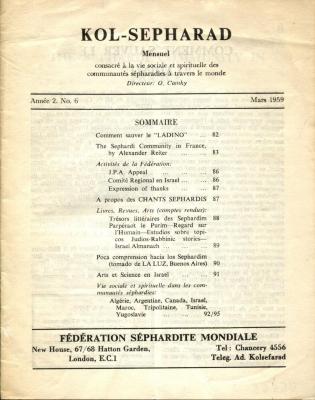 KOL-SEPHARAD
Mensuel
consacré à la vie sociale et spirituelle des
communautés sépharadies à travers le monde
Directeur: O. Camhy
Année 2. No. 6 Mars 1959
SOMMAIRE
Comment sauver le "LADINO" ... 82
The Sephardi Community in France,
by Alexander Reiter ... 83
Activités de la Fédération:
J.P.A. Appeal ... 86
Comité Regional en Israel ... 86
Expression of thanks ... 87
A propos des CHANTS SEPHARDIS 87
Livres, Revues, Arts (comptes rendus):
Trésors littéraires des Sephardim 88
Parpéraot le Purim—Regard sur
l'Humain—Estudios sobre topi-
cos Judios-Rabbinic stories—
Israel Almanach ... 89
Poca comprension hacia los Sephardim
(tomado de LA LUZ, Buenos Aires) 90
Arts et Science en Israel ... 91
Vie sociale et spirituelle dans les com-
munautés sépharadies:
Algérie, Argentine, Canada, Israel,
Maroc, Tripolitaine, Tunisie,
Yugoslavie ... 92/95
FÉDÉRATION SÉPHARDITE MONDIALE
New House, 67/68 Hatton Garden, Tel: Chancery 4556
London, E.C.1 Teleg. Ad. Kolsefarad